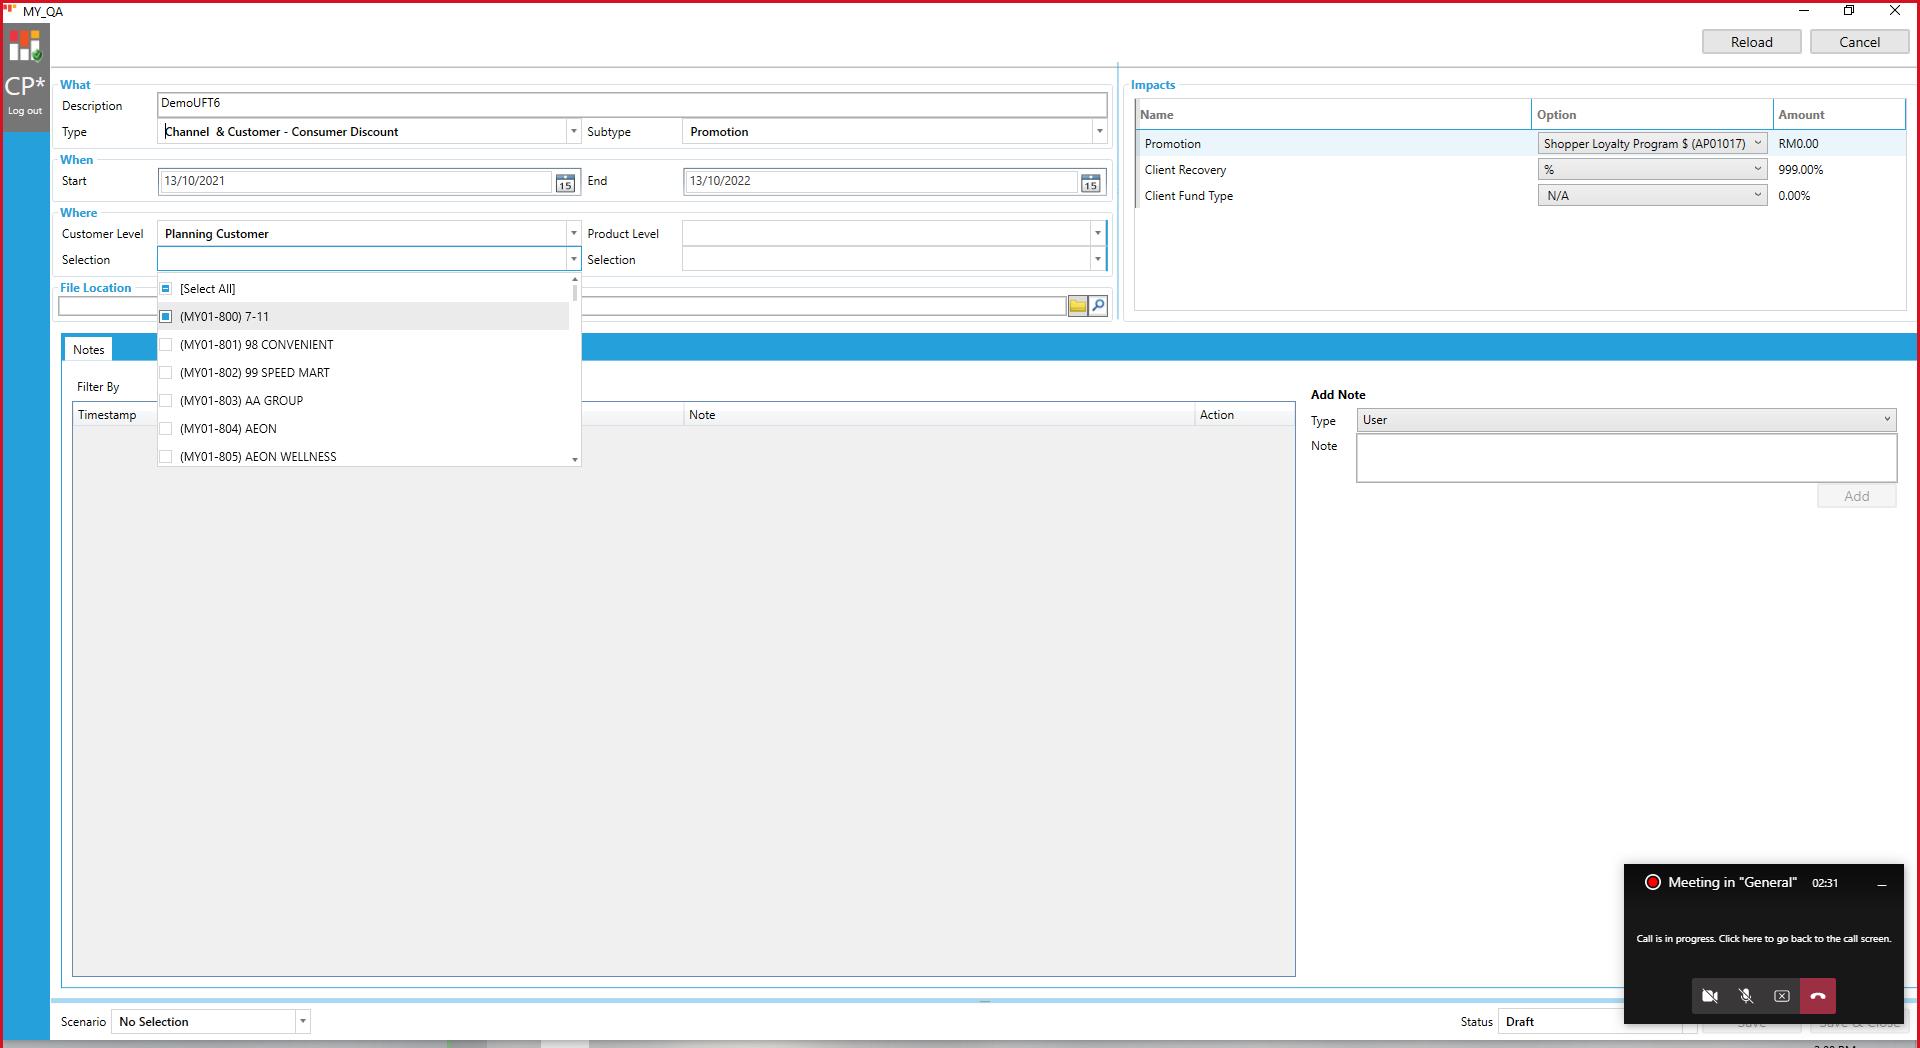 MY_QA
CP*
Log out
Reload
Cancel
What
Description
DemoUFT6
Type
Channel & Customer - Consumer Discount
Subtype
Promotion
When
Start
13/10/2021
15
End
13/10/2022
15
Where
Customer Level
Planning Customer
Product Level
Selection
Selection
[Select All]
(MY01-800) 7-11
(MY01-801) 98 CONVENIENT
(MY01-802) 99 SPEED MART
(MY01-803) AA GROUP
(MY01-804) AEON
(MY01-805) AEON WELLNESS
File Location
Impacts
Name
Option
Amount
Promotion
Shopper Loyalty Program $ (AP01017)
RM0.00
Client Recovery
%
999.00%
Client Fund Type
N/A
0.00%
Notes
Filter By
Timestamp
Note
Action
Add Note
Type
User
Note
Add
Meeting in "General"
02:31
Call is in progress. Click here to go back to the call screen.
Scenario
No Selection
Status
Draft
Save
Save & Close